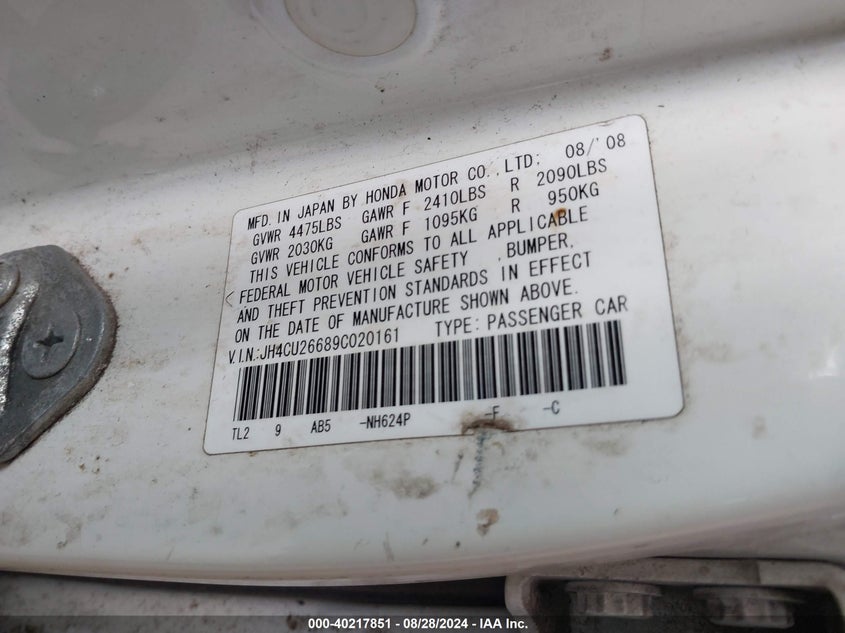 MFD. IN JAPAN BY HONDA MOTOR CO.,LTD: 08/'08
GVWR 4475LBS GAWR F 2410LBS R 2090LBS
GVWR 2030KG GAWR F 1095KG R 950KG
THIS VEHICLE CONFORMS TO ALL APPLICABLE
FEDERAL MOTOR VEHICLE SAFETY ,BUMPER,
AND THEFT PREVENTION STANDARDS IN EFFECT
ON THE DATE OF MANUFACTURE SHOWN ABOVE.
V.I.N.:JH4CU26689C020161 TYPE: PASSENGER CAR
TL2 9 AB5 -NH624P -F -C
000-40217851 - 08/28/2024 - IAA Inc.